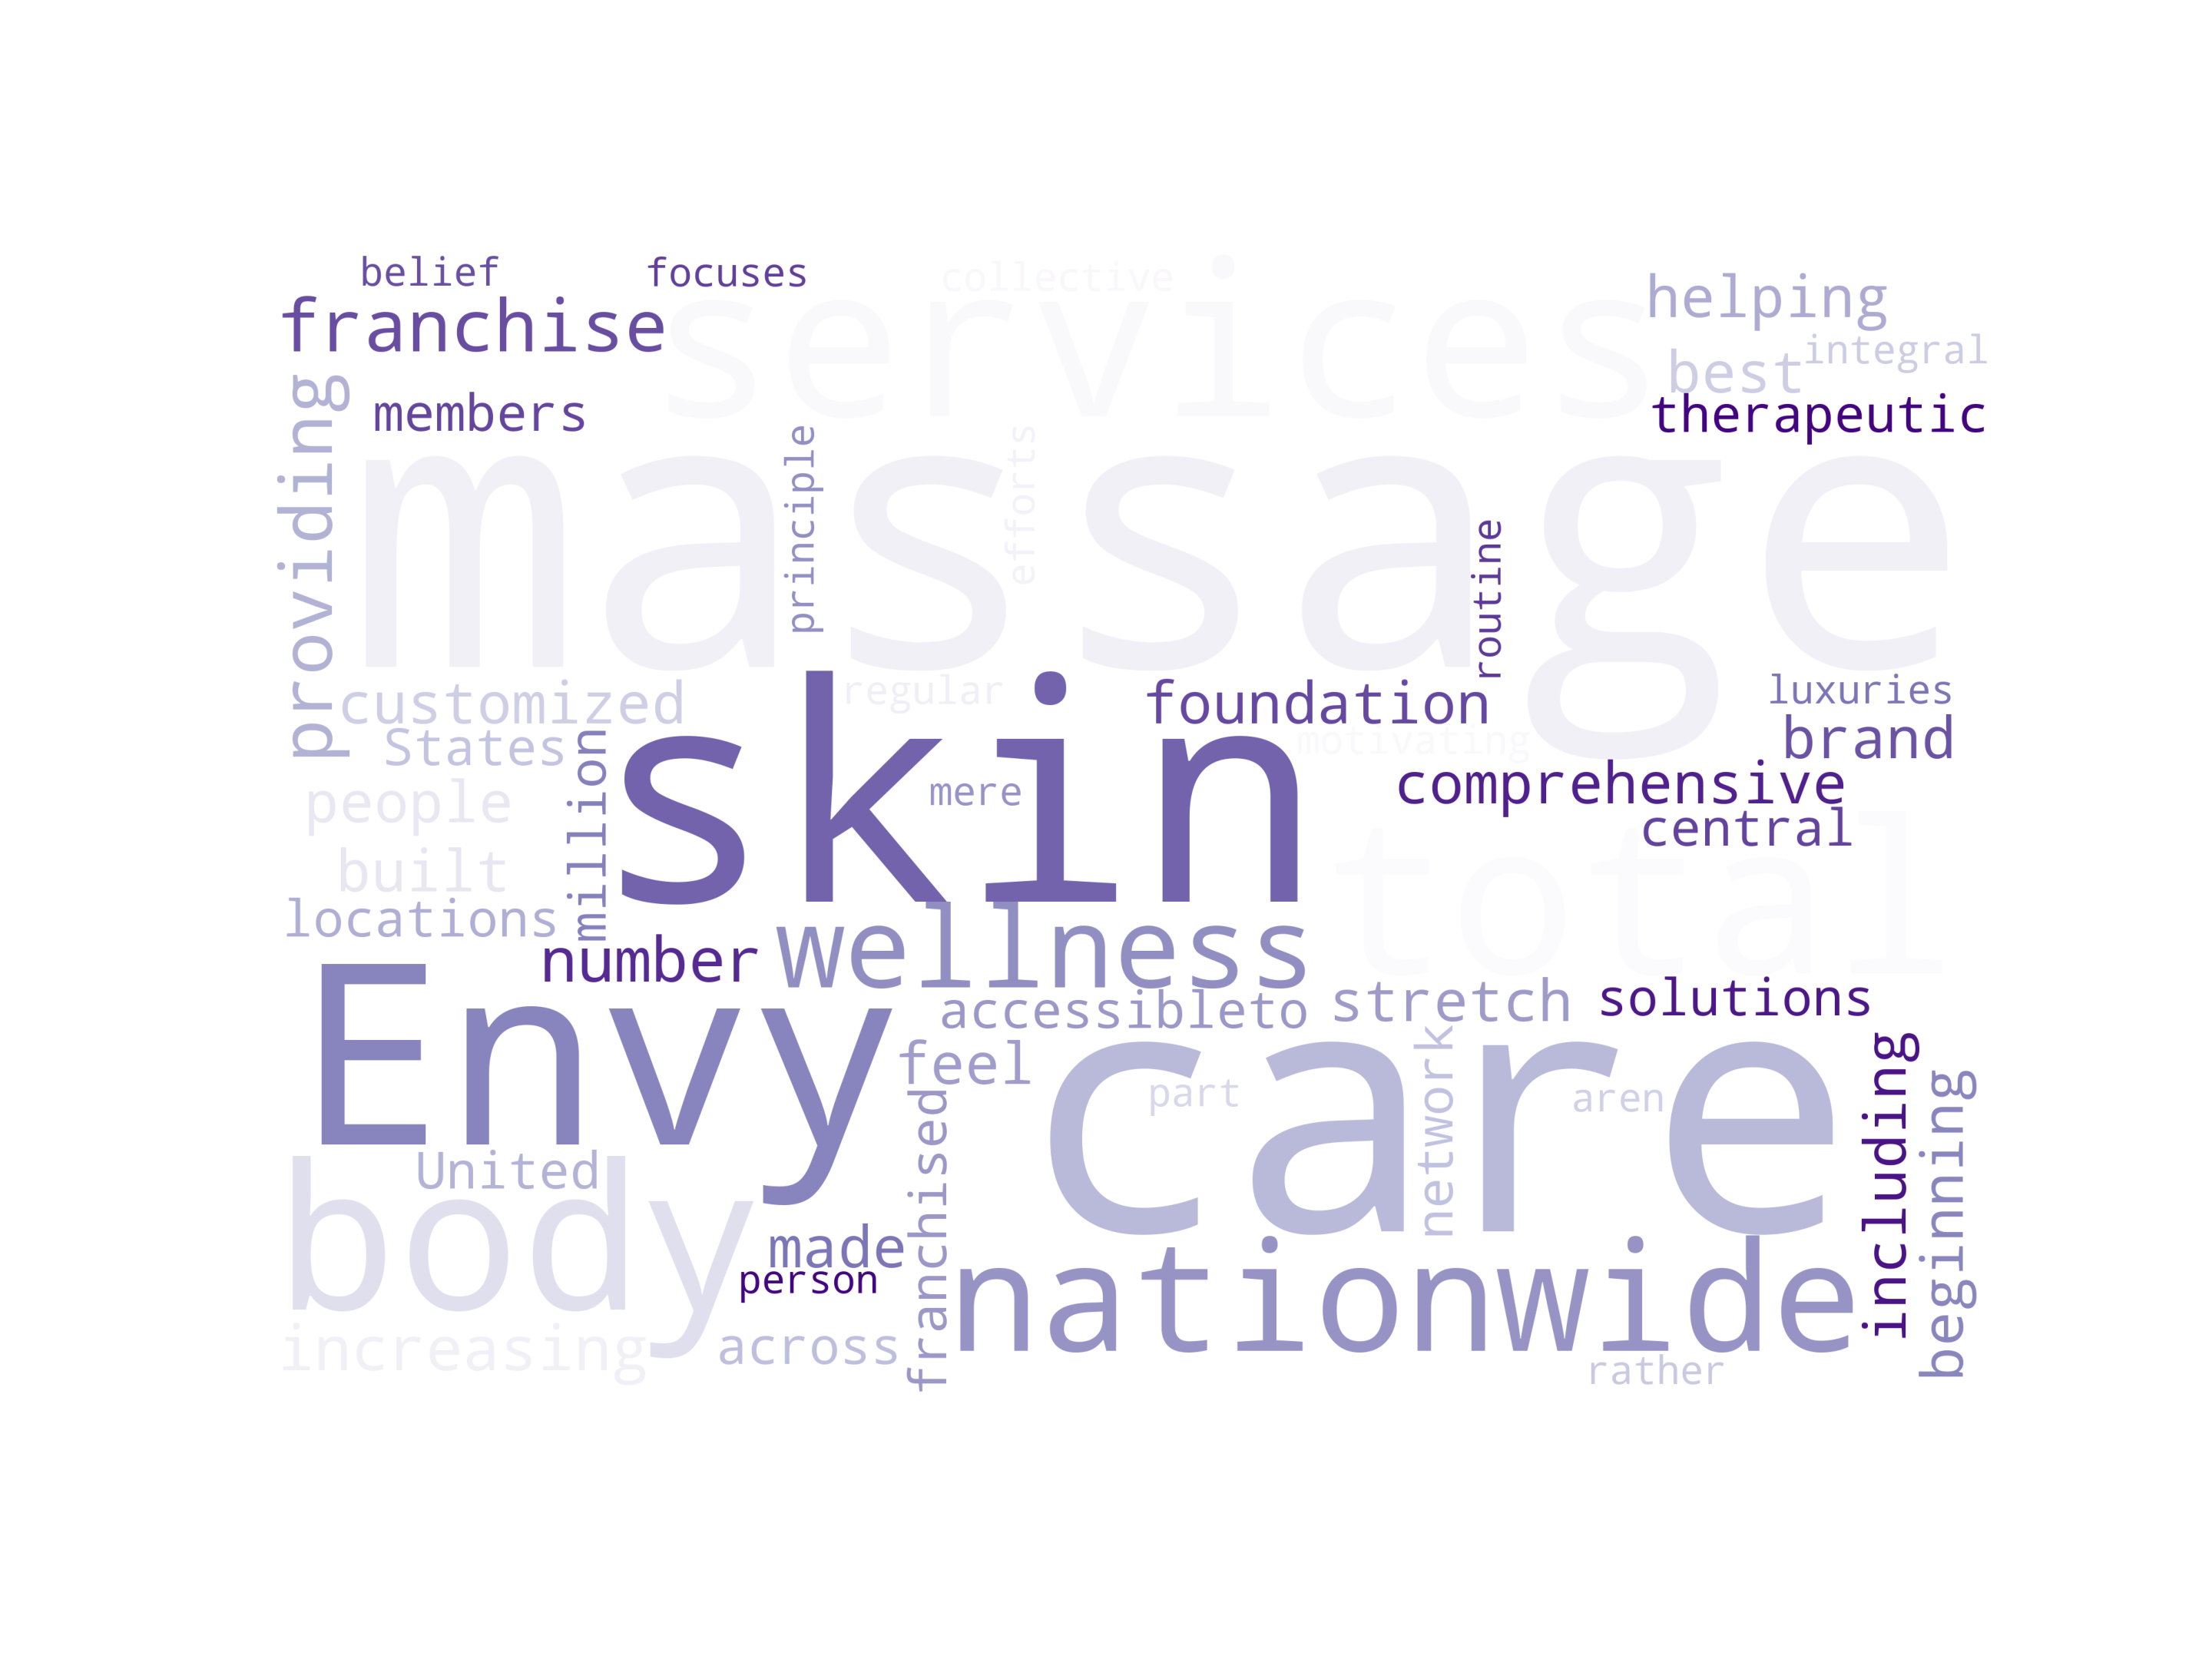 belief
focuses
collective
services
helping
franchise
integral
best
members
therapeutic
providing
massage
principle
efforts
routine
customized
regular
skin
foundation
luxuries
States
million
motivating
brand
people
mere
comprehensive
total
central
built
locations
number
wellness
Envy
accessibleto
stretch
solutions
feel
care
part
network
aren
including
beginning
franchised
United
body
made
person
nationwide
increasing
across
rather